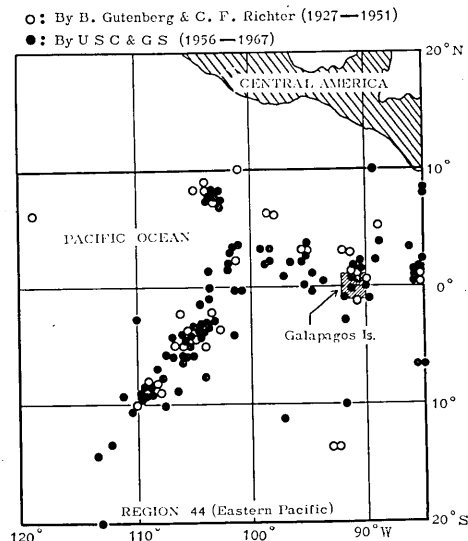 ○: By B. Gutenberg & C. F. Richter (1927—1951)
●: By U S C & G S (1956—1967)
20°N
CENTRAL AMERICA
10°
PACIFIC OCEAN
0°
Galapagos Is.
10°
REGION 44 (Eastern Pacific)
20°S
120° 110° 100° 90°W